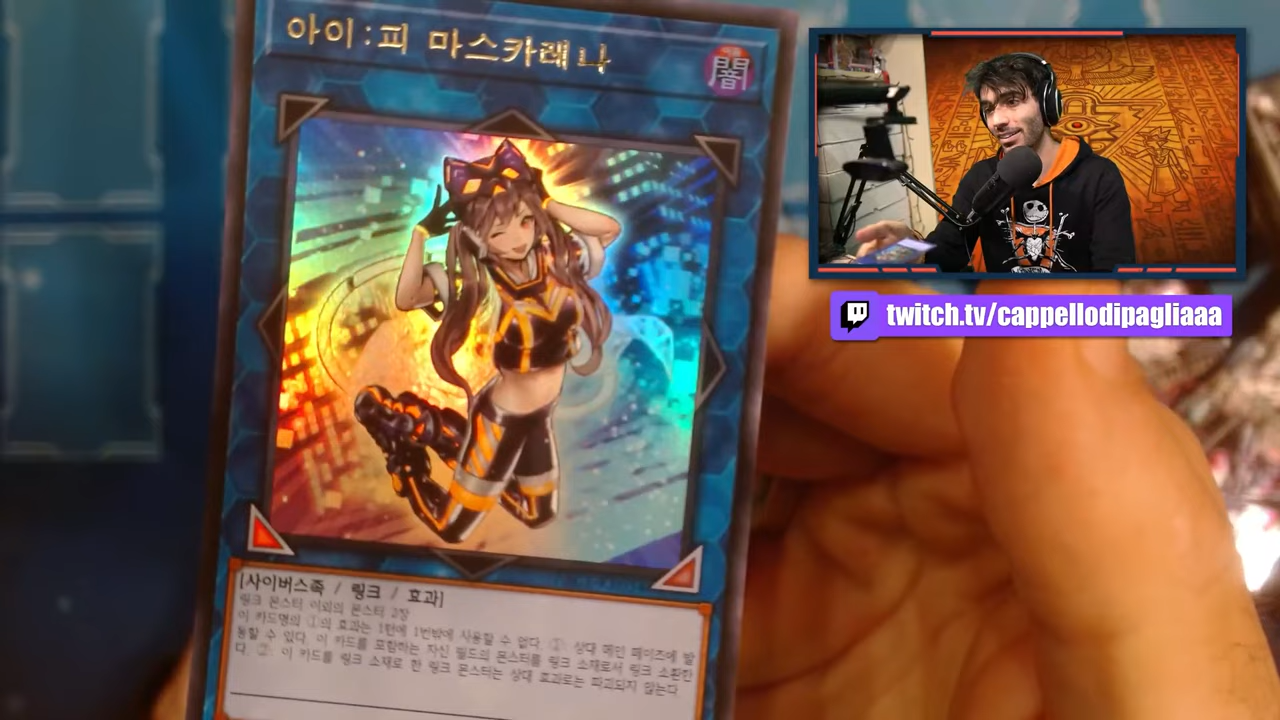 아이:피 마스카레나
어둠
闇
twitch.tv/cappellodipagliaaa
[사이버스족 / 링크 / 효과]
링크 몬스터 이외의 몬스터 2장
이 카드명의 ①의 효과는 1턴에 1번밖에 사용할 수 없다. ①: 상대 메인 페이즈에 발
동할 수 있다. 이 카드를 포함하는 자신 필드의 몬스터를 링크 소재로서 링크 소환한
다. ②: 이 카드를 링크 소재로 한 링크 몬스터는 상대 효과로는 파괴되지 않는다